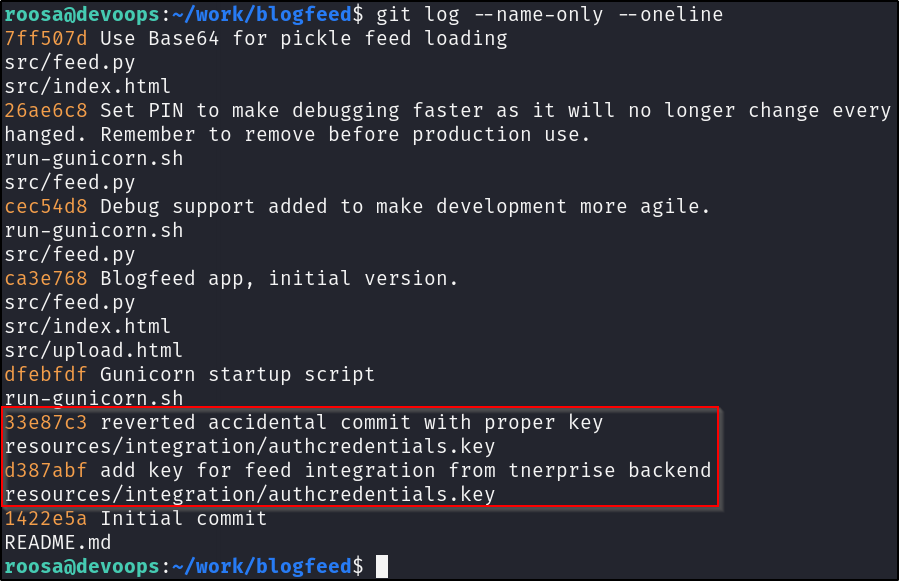 roosa@devoops:~/work/blogfeed$ git log --name-only --oneline
7ff507d Use Base64 for pickle feed loading
src/feed.py
src/index.html
26ae6c8 Set PIN to make debugging faster as it will no longer change every
hanged. Remember to remove before production use.
run-gunicorn.sh
src/feed.py
cec54d8 Debug support added to make development more agile.
run-gunicorn.sh
src/feed.py
ca3e768 Blogfeed app, initial version.
src/feed.py
src/index.html
src/upload.html
dfebfdf Gunicorn startup script
run-gunicorn.sh
33e87c3 reverted accidental commit with proper key
resources/integration/authcredentials.key
d387abf add key for feed integration from tnerprise backend
resources/integration/authcredentials.key
1422e5a Initial commit
README.md
roosa@devoops:~/work/blogfeed$